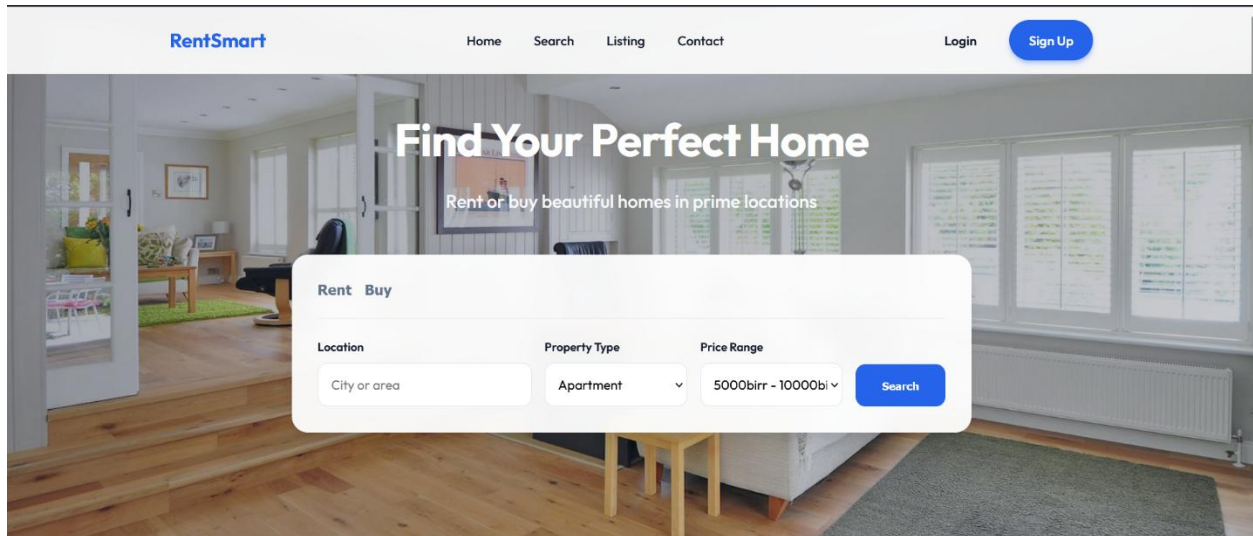 RentSmart Home Search Listing Contact Login Sign Up
Find Your Perfect Home
Rent or buy beautiful homes in prime locations
Rent Buy
Location Property Type Price Range
City or area Apartment 5000birr - 10000bi Search